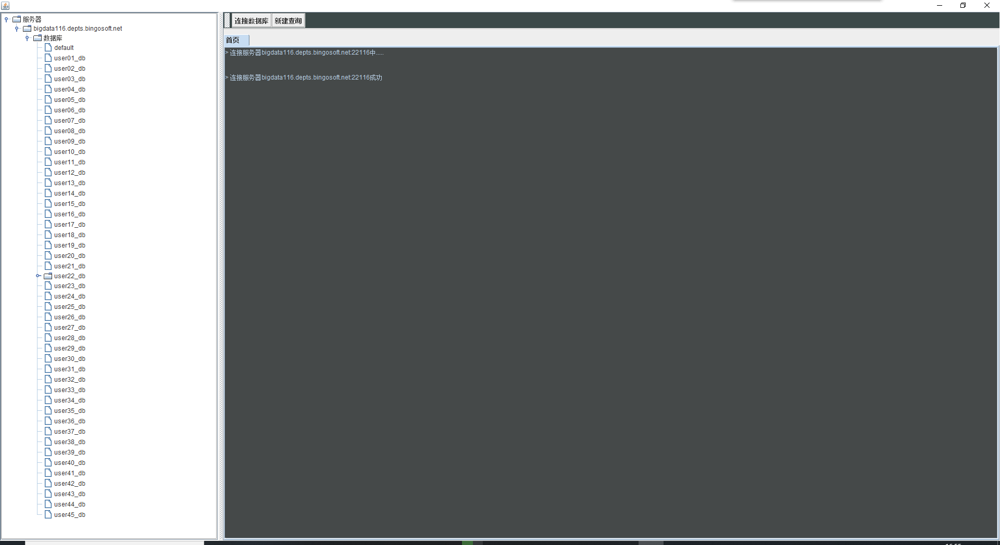 服务器
bigdata116.depts.bingosoft.net
数据库
default
user01_db
user02_db
user03_db
user04_db
user05_db
user06_db
user07_db
user08_db
user09_db
user10_db
user11_db
user12_db
user13_db
user14_db
user15_db
user16_db
user17_db
user18_db
user19_db
user20_db
user21_db
user22_db
user23_db
user24_db
user25_db
user26_db
user27_db
user28_db
user29_db
user30_db
user31_db
user32_db
user33_db
user34_db
user35_db
user36_db
user37_db
user38_db
user39_db
user40_db
user41_db
user42_db
user43_db
user44_db
user45_db
连接数据库 新建查询
首页
> 连接服务器bigdata116.depts.bingosoft.net:22116中.....
> 连接服务器bigdata116.depts.bingosoft.net:22116成功